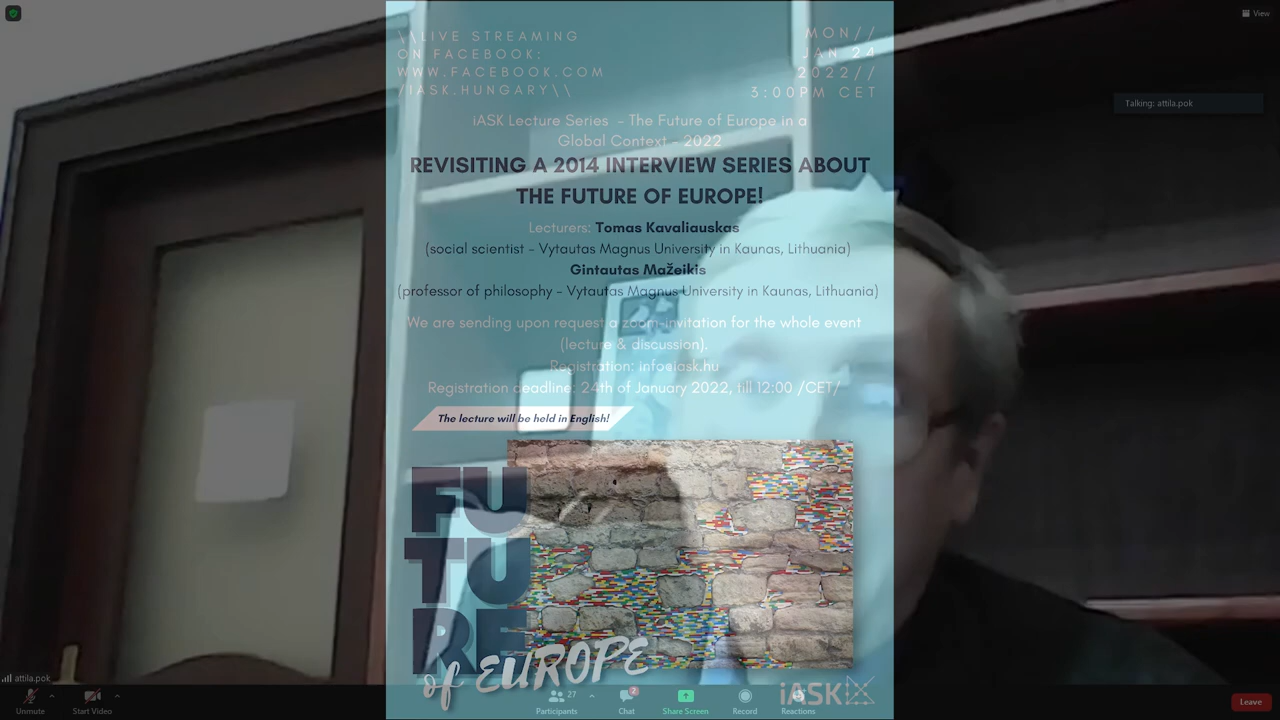 View
Talking: attila.pok
\\LIVE STREAMING
ON FACEBOOK:
WWW.FACEBOOK.COM
/IASK.HUNGARY\\
MON//
JAN 24
2022//
3:00PM CET
iASK Lecture Series - The Future of Europe in a
Global Context - 2022
REVISITING A 2014 INTERVIEW SERIES ABOUT
THE FUTURE OF EUROPE!
Lecturers: Tomas Kavaliauskas
(social scientist - Vytautas Magnus University in Kaunas, Lithuania)
Gintautas Mažeikis
(professor of philosophy - Vytautas Magnus University in Kaunas, Lithuania)
We are sending upon request a zoom-invitation for the whole event
(lecture & discussion).
Registration: info@iask.hu
Registration deadline: 24th of January 2022, till 12:00 /CET/
The lecture will be held in English!
FU
TU
RE
of EUROPE
iASK
attila.pok
Unmute
Start Video
Participants
27
Chat
2
Share Screen
Record
Reactions
Leave